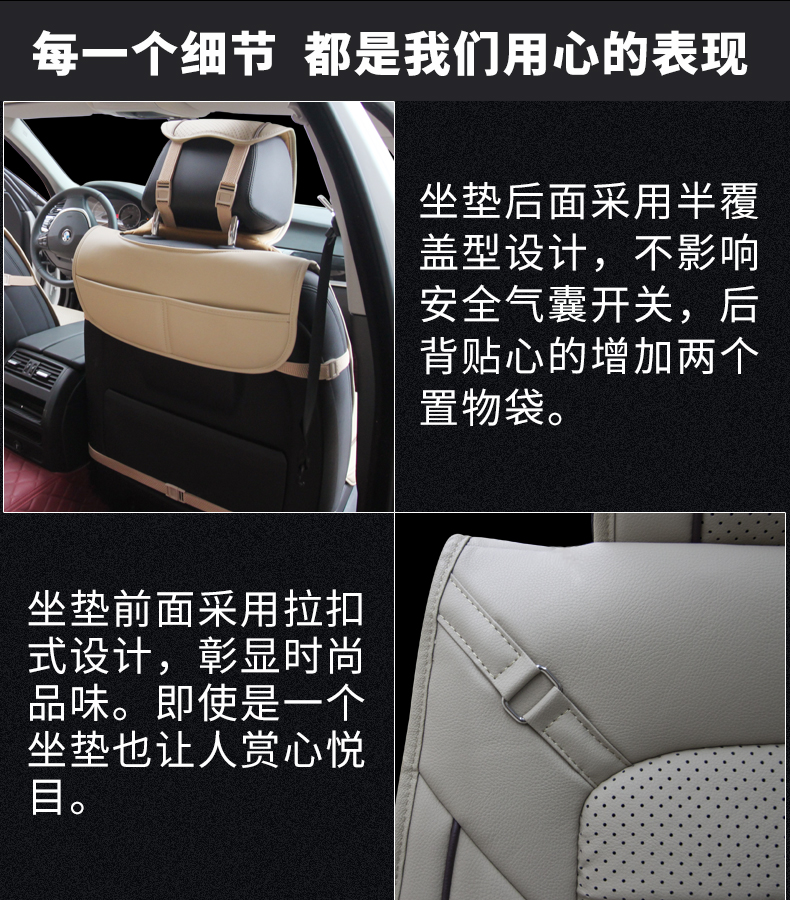 每一个细节 都是我们用心的表现
坐垫后面采用半覆
盖型设计，不影响
安全气囊开关，后
背贴心的增加两个
置物袋。
坐垫前面采用拉扣
式设计，彰显时尚
品味。即使是一个
坐垫也让人赏心悦
目。